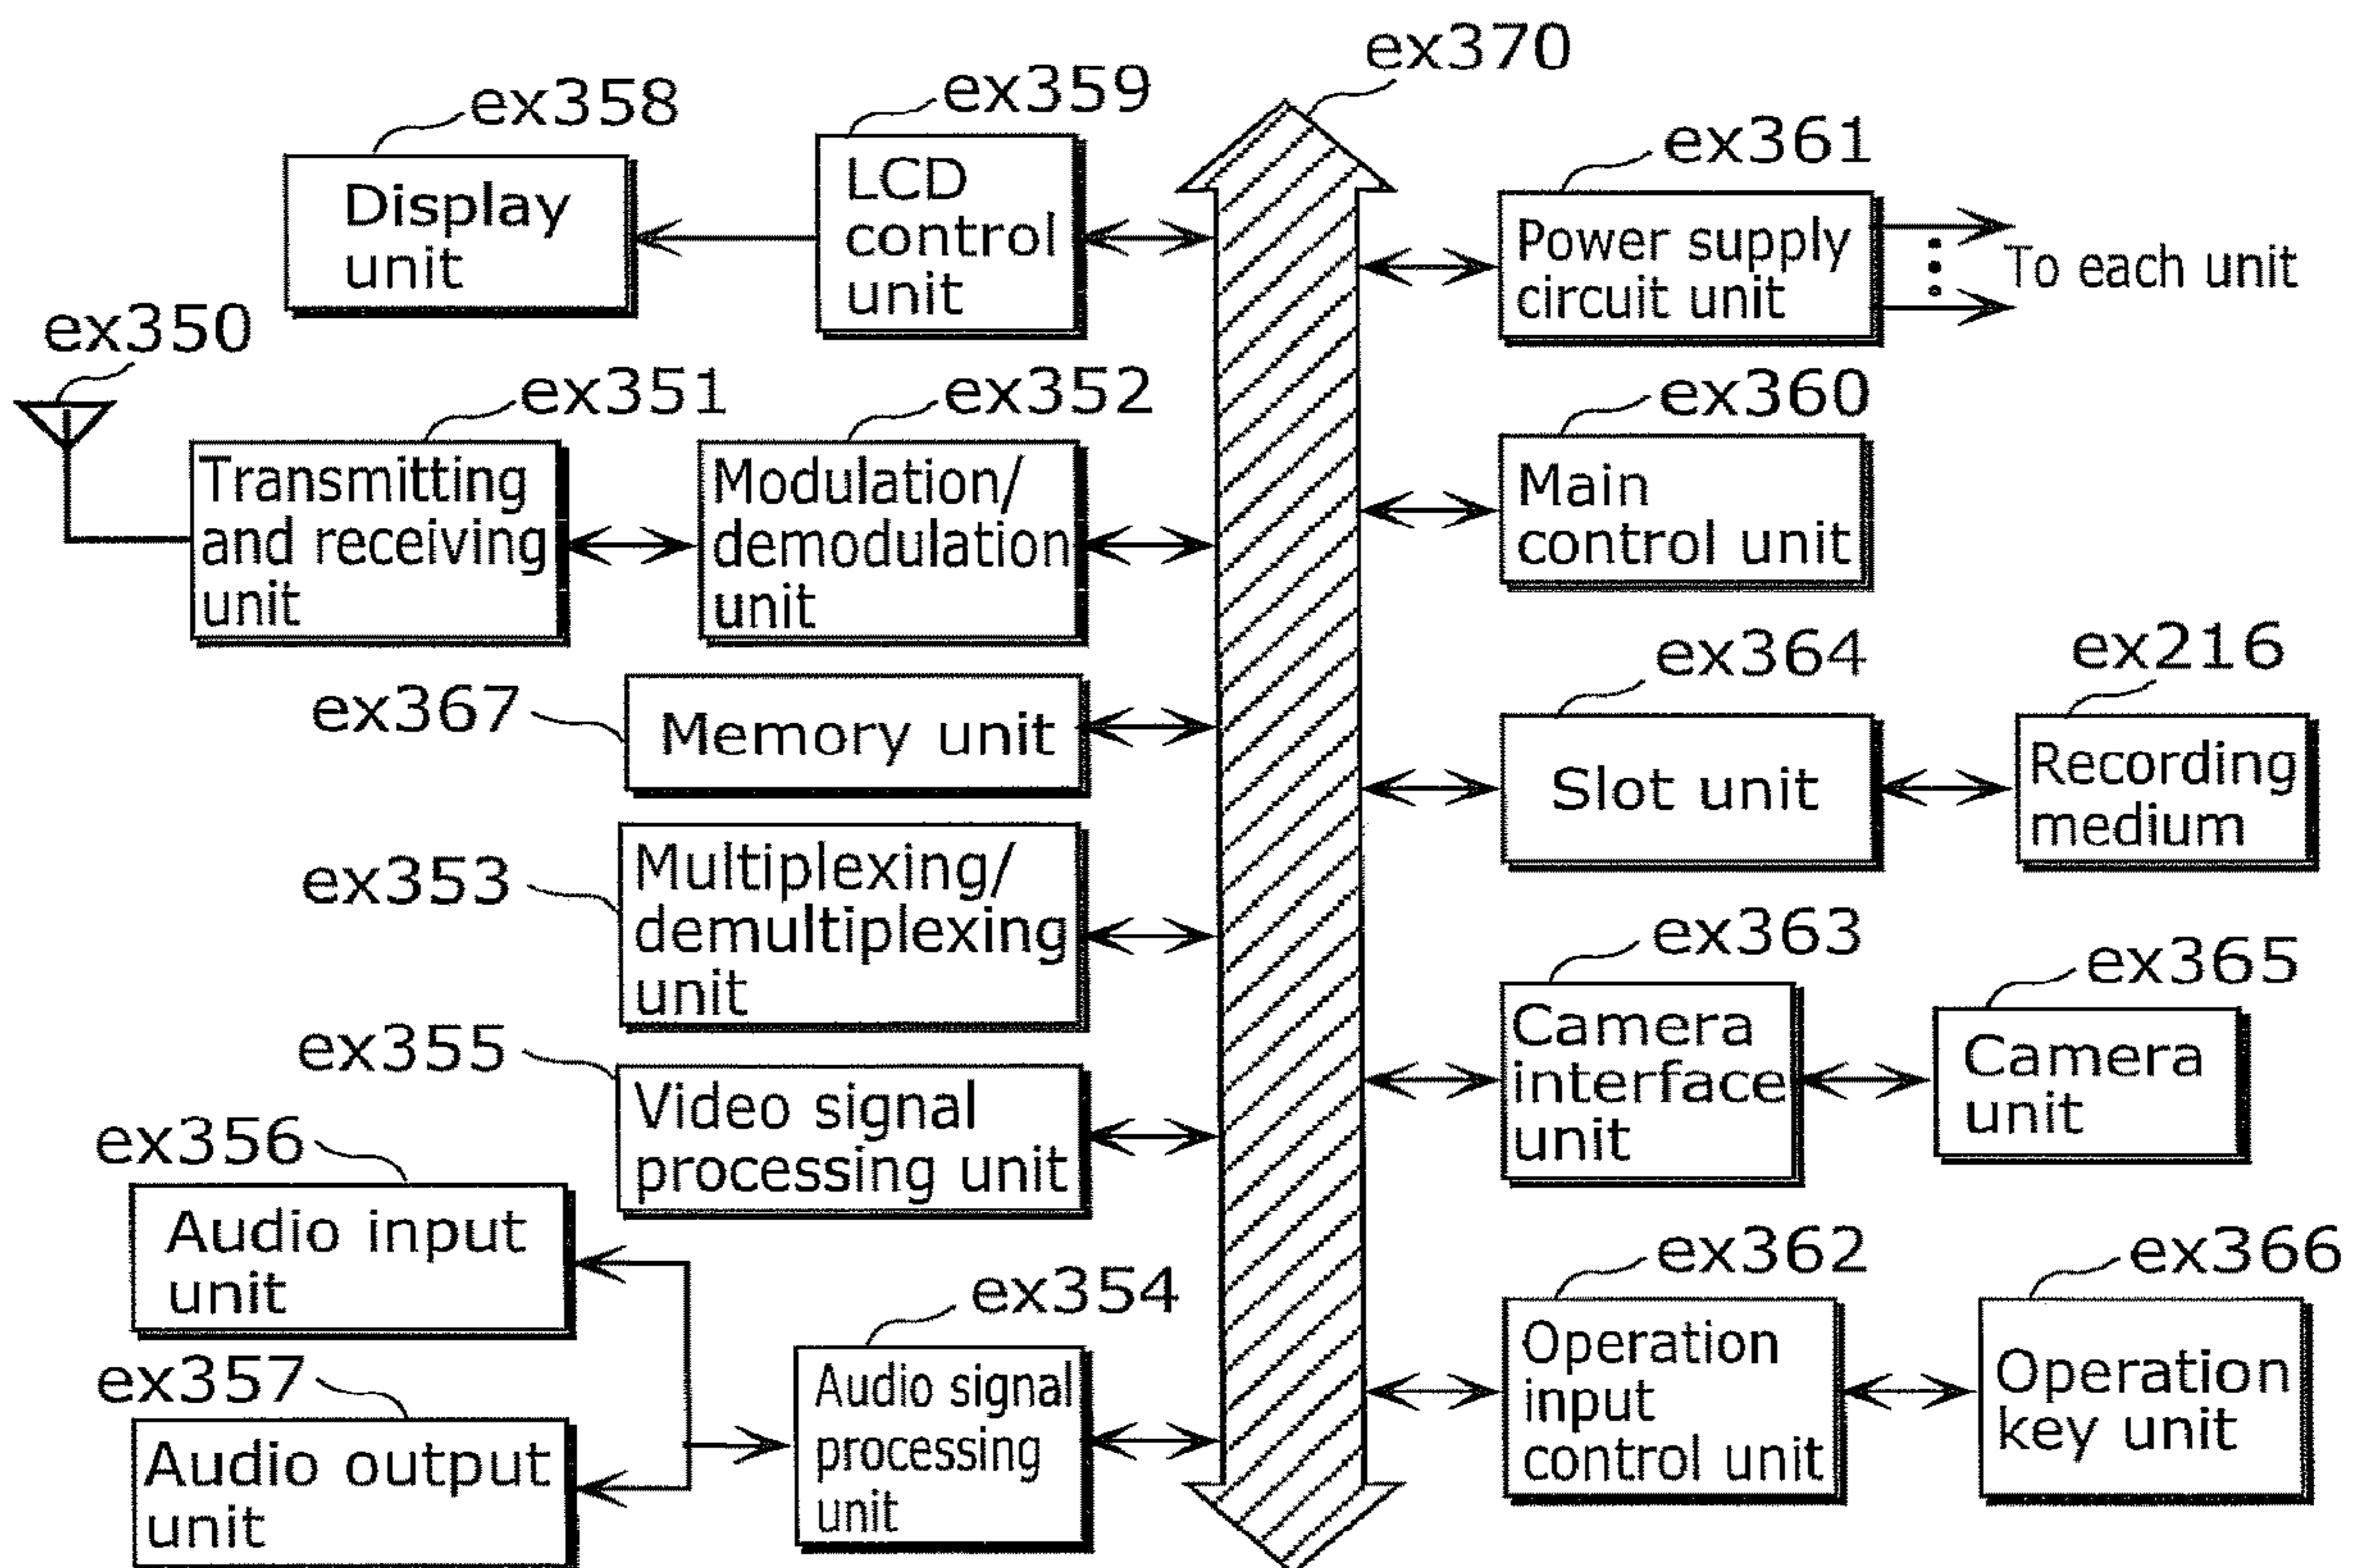 ex370
ex358
ex359
ex361
Display
unit
LCD
control
unit
Power supply
circuit unit
To each unit
ex350
ex351
ex352
ex360
Transmitting
and receiving
unit
Modulation/
demodulation
unit
Main
control unit
ex367
Memory unit
ex364
ex216
Slot unit
Recording
medium
ex353
Multiplexing/
demultiplexing
unit
ex363
ex365
Camera
interface
unit
Camera
unit
ex355
Video signal
processing unit
ex356
Audio input
unit
ex362
ex366
Operation
input
control unit
Operation
key unit
ex354
ex357
Audio output
unit
Audio signal
processing
unit